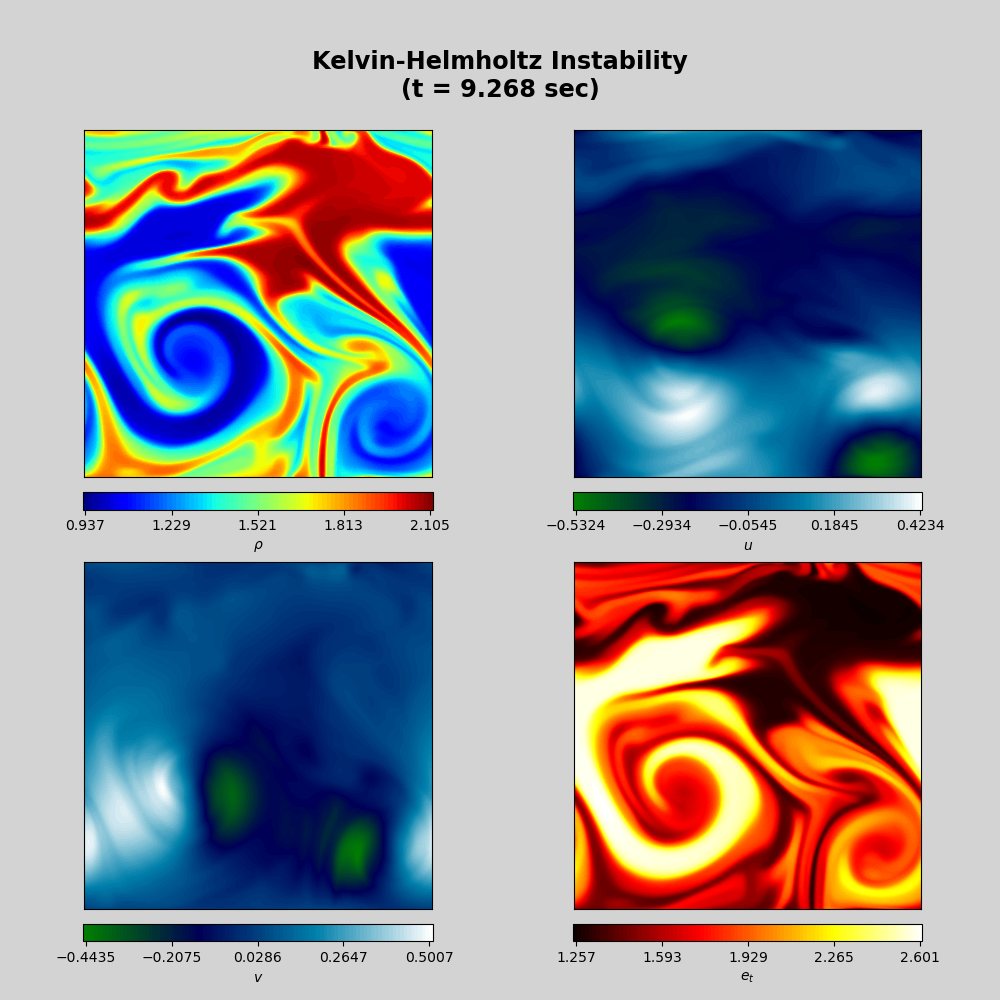 Kelvin-Helmholtz Instability
(t = 9.268 sec)
0.937 1.229 1.521 1.813 2.105
ρ
−0.5324 −0.2934 −0.0545 0.1845 0.4234
u
−0.4435 −0.2075 0.0286 0.2647 0.5007
v
1.257 1.593 1.929 2.265 2.601
eₜ